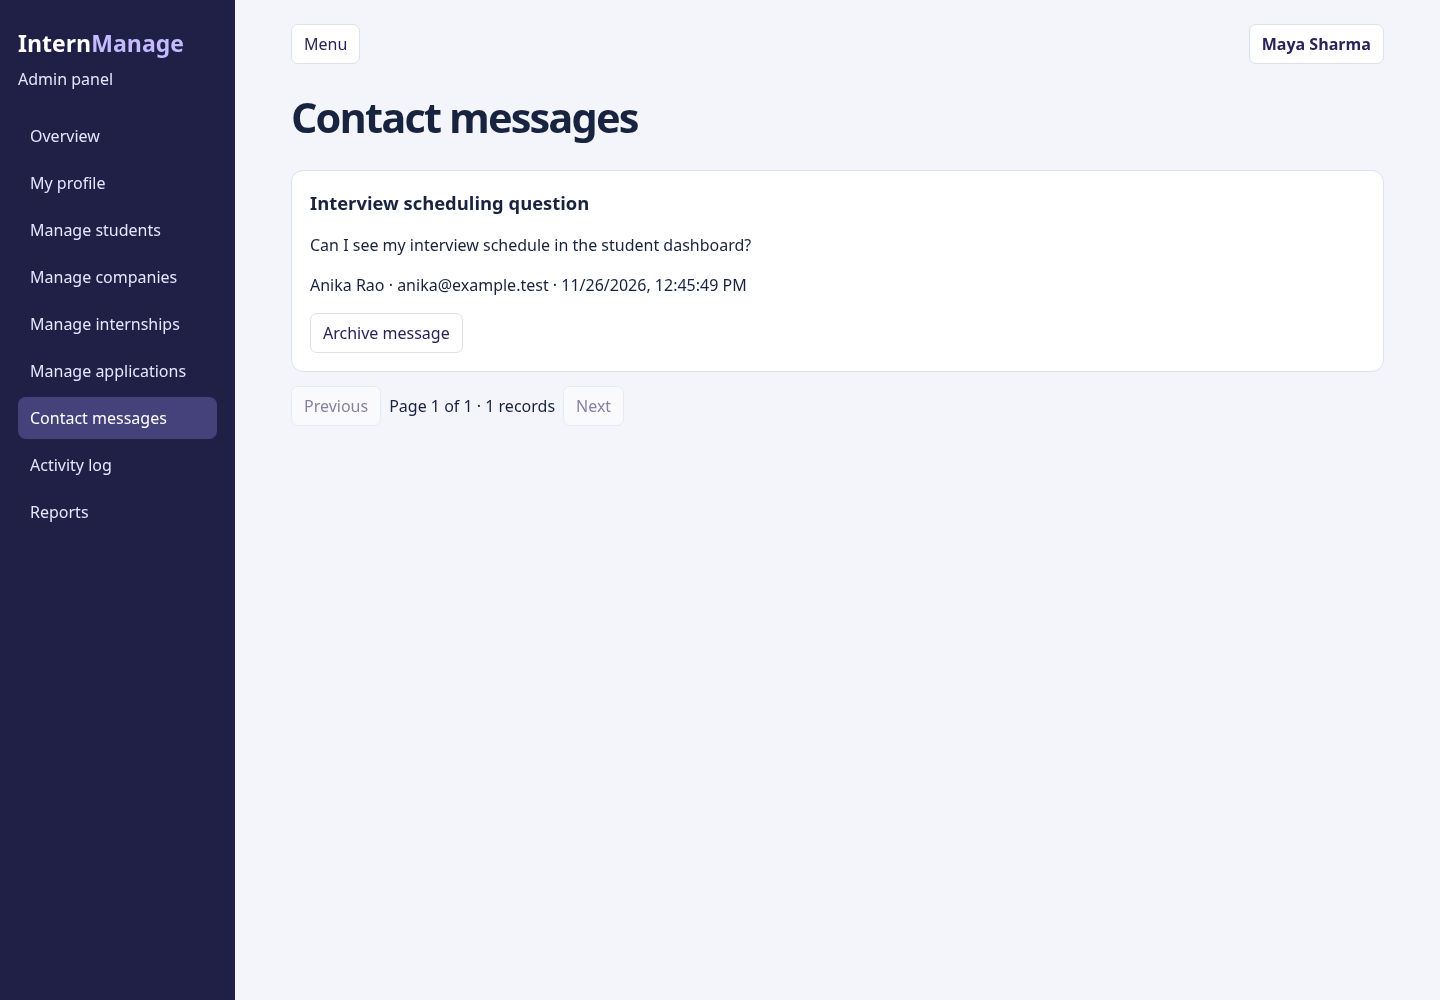 InternManage
Admin panel
Overview
My profile
Manage students
Manage companies
Manage internships
Manage applications
Contact messages
Activity log
Reports
Menu
Maya Sharma
Contact messages
Interview scheduling question
Can I see my interview schedule in the student dashboard?
Anika Rao · anika@example.test · 11/26/2026, 12:45:49 PM
Archive message
Previous Page 1 of 1 · 1 records Next